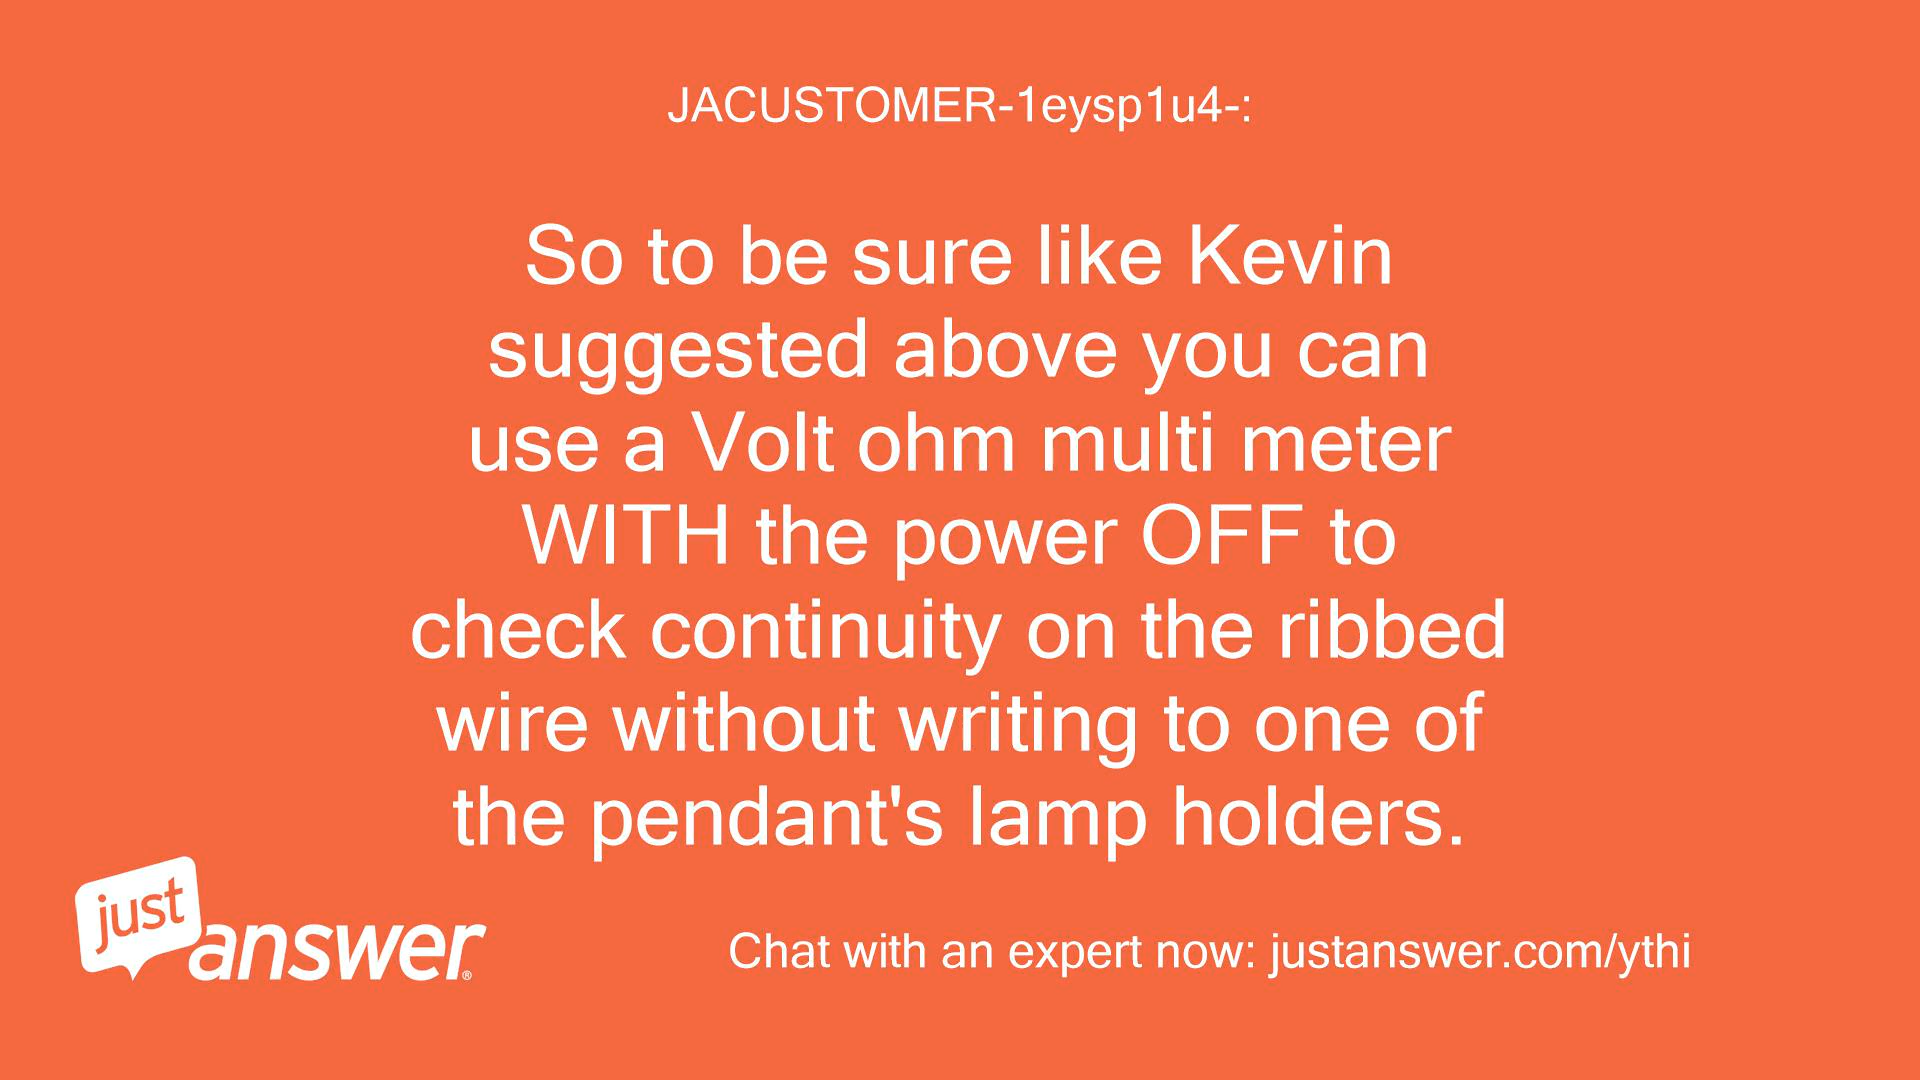 JACUSTOMER-1eysp1u4-:
So to be sure like Kevin
suggested above you can
use a Volt ohm multi meter
WITH the power OFF to
check continuity on the ribbed
wire without writing to one of
the pendant's lamp holders.
just
answer®
Chat with an expert now: justanswer.com/ythi